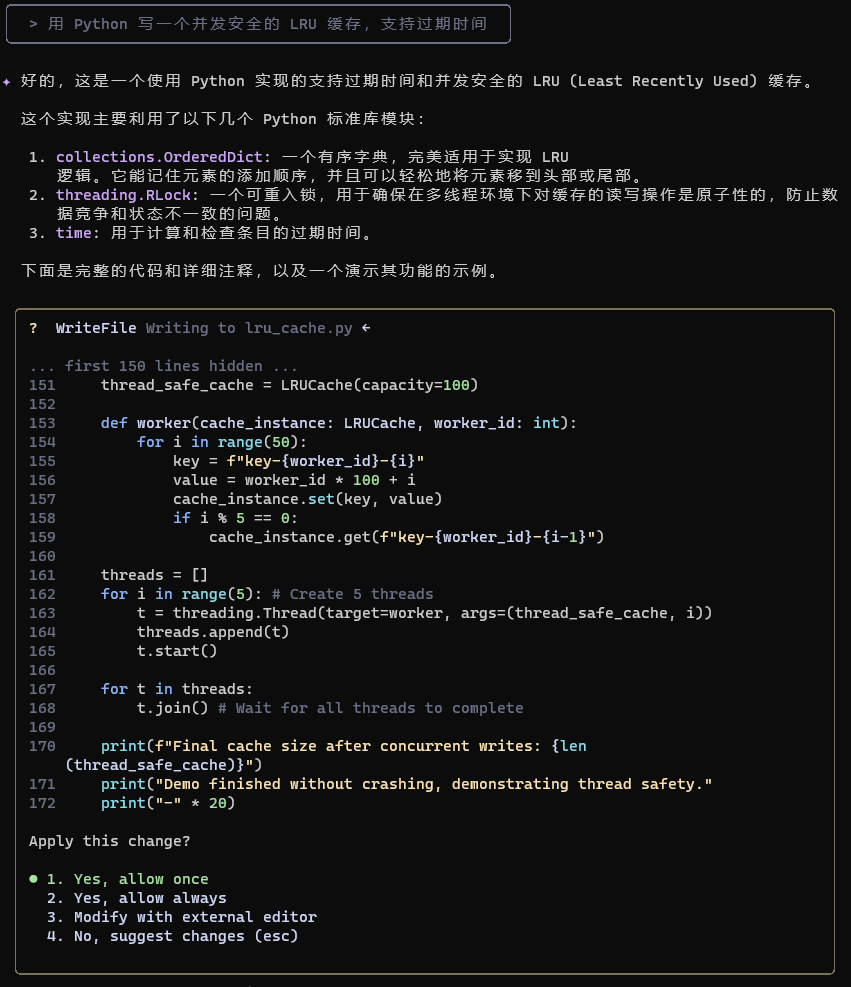 > 用 Python 写一个并发安全的 LRU 缓存，支持过期时间
✦ 好的，这是一个使用 Python 实现的支持过期时间和并发安全的 LRU (Least Recently Used) 缓存。
这个实现主要利用了以下几个 Python 标准库模块：
1. collections.OrderedDict: 一个有序字典，完美适用于实现 LRU
逻辑。它能记住元素的添加顺序，并且可以轻松地将元素移到头部或尾部。
2. threading.RLock: 一个可重入锁，用于确保在多线程环境下对缓存的读写操作是原子性的，防止数
据竞争和状态不一致的问题。
3. time: 用于计算和检查条目的过期时间。
下面是完整的代码和详细注释，以及一个演示其功能的示例。
? WriteFile Writing to lru_cache.py ←
... first 150 lines hidden ...
151     thread_safe_cache = LRUCache(capacity=100)
152
153     def worker(cache_instance: LRUCache, worker_id: int):
154         for i in range(50):
155             key = f"key-{worker_id}-{i}"
156             value = worker_id * 100 + i
157             cache_instance.set(key, value)
158             if i % 5 == 0:
159                 cache_instance.get(f"key-{worker_id}-{i-1}")
160
161     threads = []
162     for i in range(5): # Create 5 threads
163         t = threading.Thread(target=worker, args=(thread_safe_cache, i))
164         threads.append(t)
165         t.start()
166
167     for t in threads:
168         t.join() # Wait for all threads to complete
169
170     print(f"Final cache size after concurrent writes: {len
(thread_safe_cache)}")
171     print("Demo finished without crashing, demonstrating thread safety."
172     print("-" * 20)
Apply this change?
● 1. Yes, allow once
2. Yes, allow always
3. Modify with external editor
4. No, suggest changes (esc)